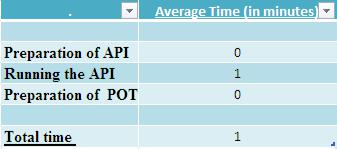 . Average Time (in minutes)
Preparation of API 0
Running the API 1
Preparation of POT 0
Total time 1